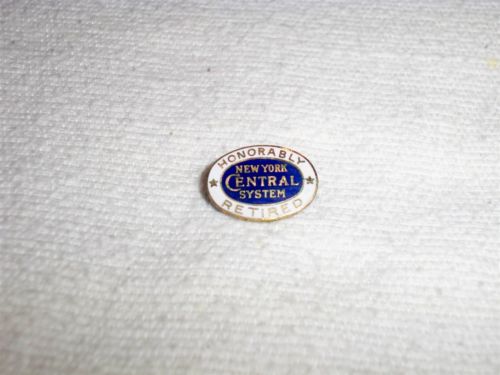 HONORABLY
NEW YORK
CENTRAL
SYSTEM
RETIRED